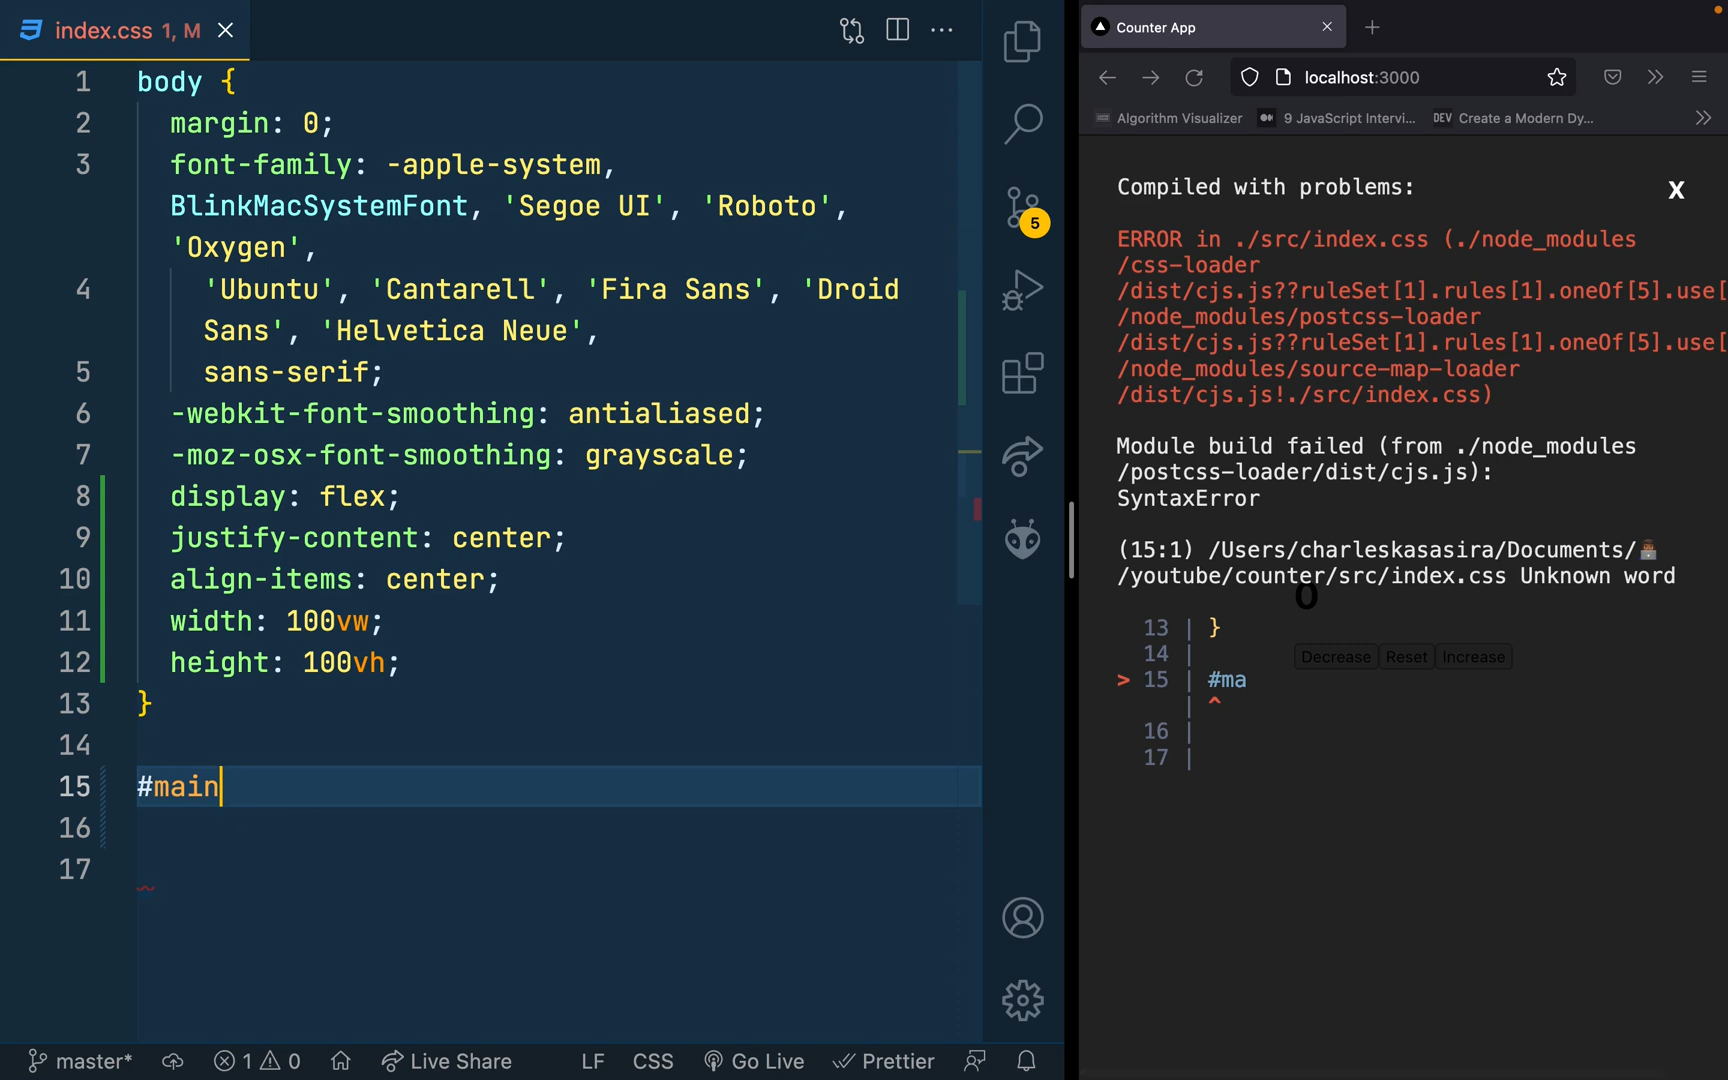 index.css 1, M
1 body {
2 margin: 0;
3 font-family: -apple-system,
BlinkMacSystemFont, 'Segoe UI', 'Roboto',
'Oxygen',
4 'Ubuntu', 'Cantarell', 'Fira Sans', 'Droid
Sans', 'Helvetica Neue',
5 sans-serif;
6 -webkit-font-smoothing: antialiased;
7 -moz-osx-font-smoothing: grayscale;
8 display: flex;
9 justify-content: center;
10 align-items: center;
11 width: 100vw;
12 height: 100vh;
13 }
14
15 #main
16
17
5
master* 1 0 Live Share LF CSS Go Live Prettier
Counter App
localhost:3000
Algorithm Visualizer 9 JavaScript Intervi... DEV Create a Modern Dy...
Compiled with problems: X
ERROR in ./src/index.css (./node_modules
/css-loader
/dist/cjs.js??ruleSet[1].rules[1].oneOf[5].use[
/node_modules/postcss-loader
/dist/cjs.js??ruleSet[1].rules[1].oneOf[5].use[
/node_modules/source-map-loader
/dist/cjs.js!./src/index.css)
Module build failed (from ./node_modules
/postcss-loader/dist/cjs.js):
SyntaxError
(15:1) /Users/charleskasasira/Documents/👨🏾‍💻
/youtube/counter/src/index.css Unknown word
0
13 | }
14 |
Decrease Reset Increase
> 15 | #ma
| ^
16 |
17 |